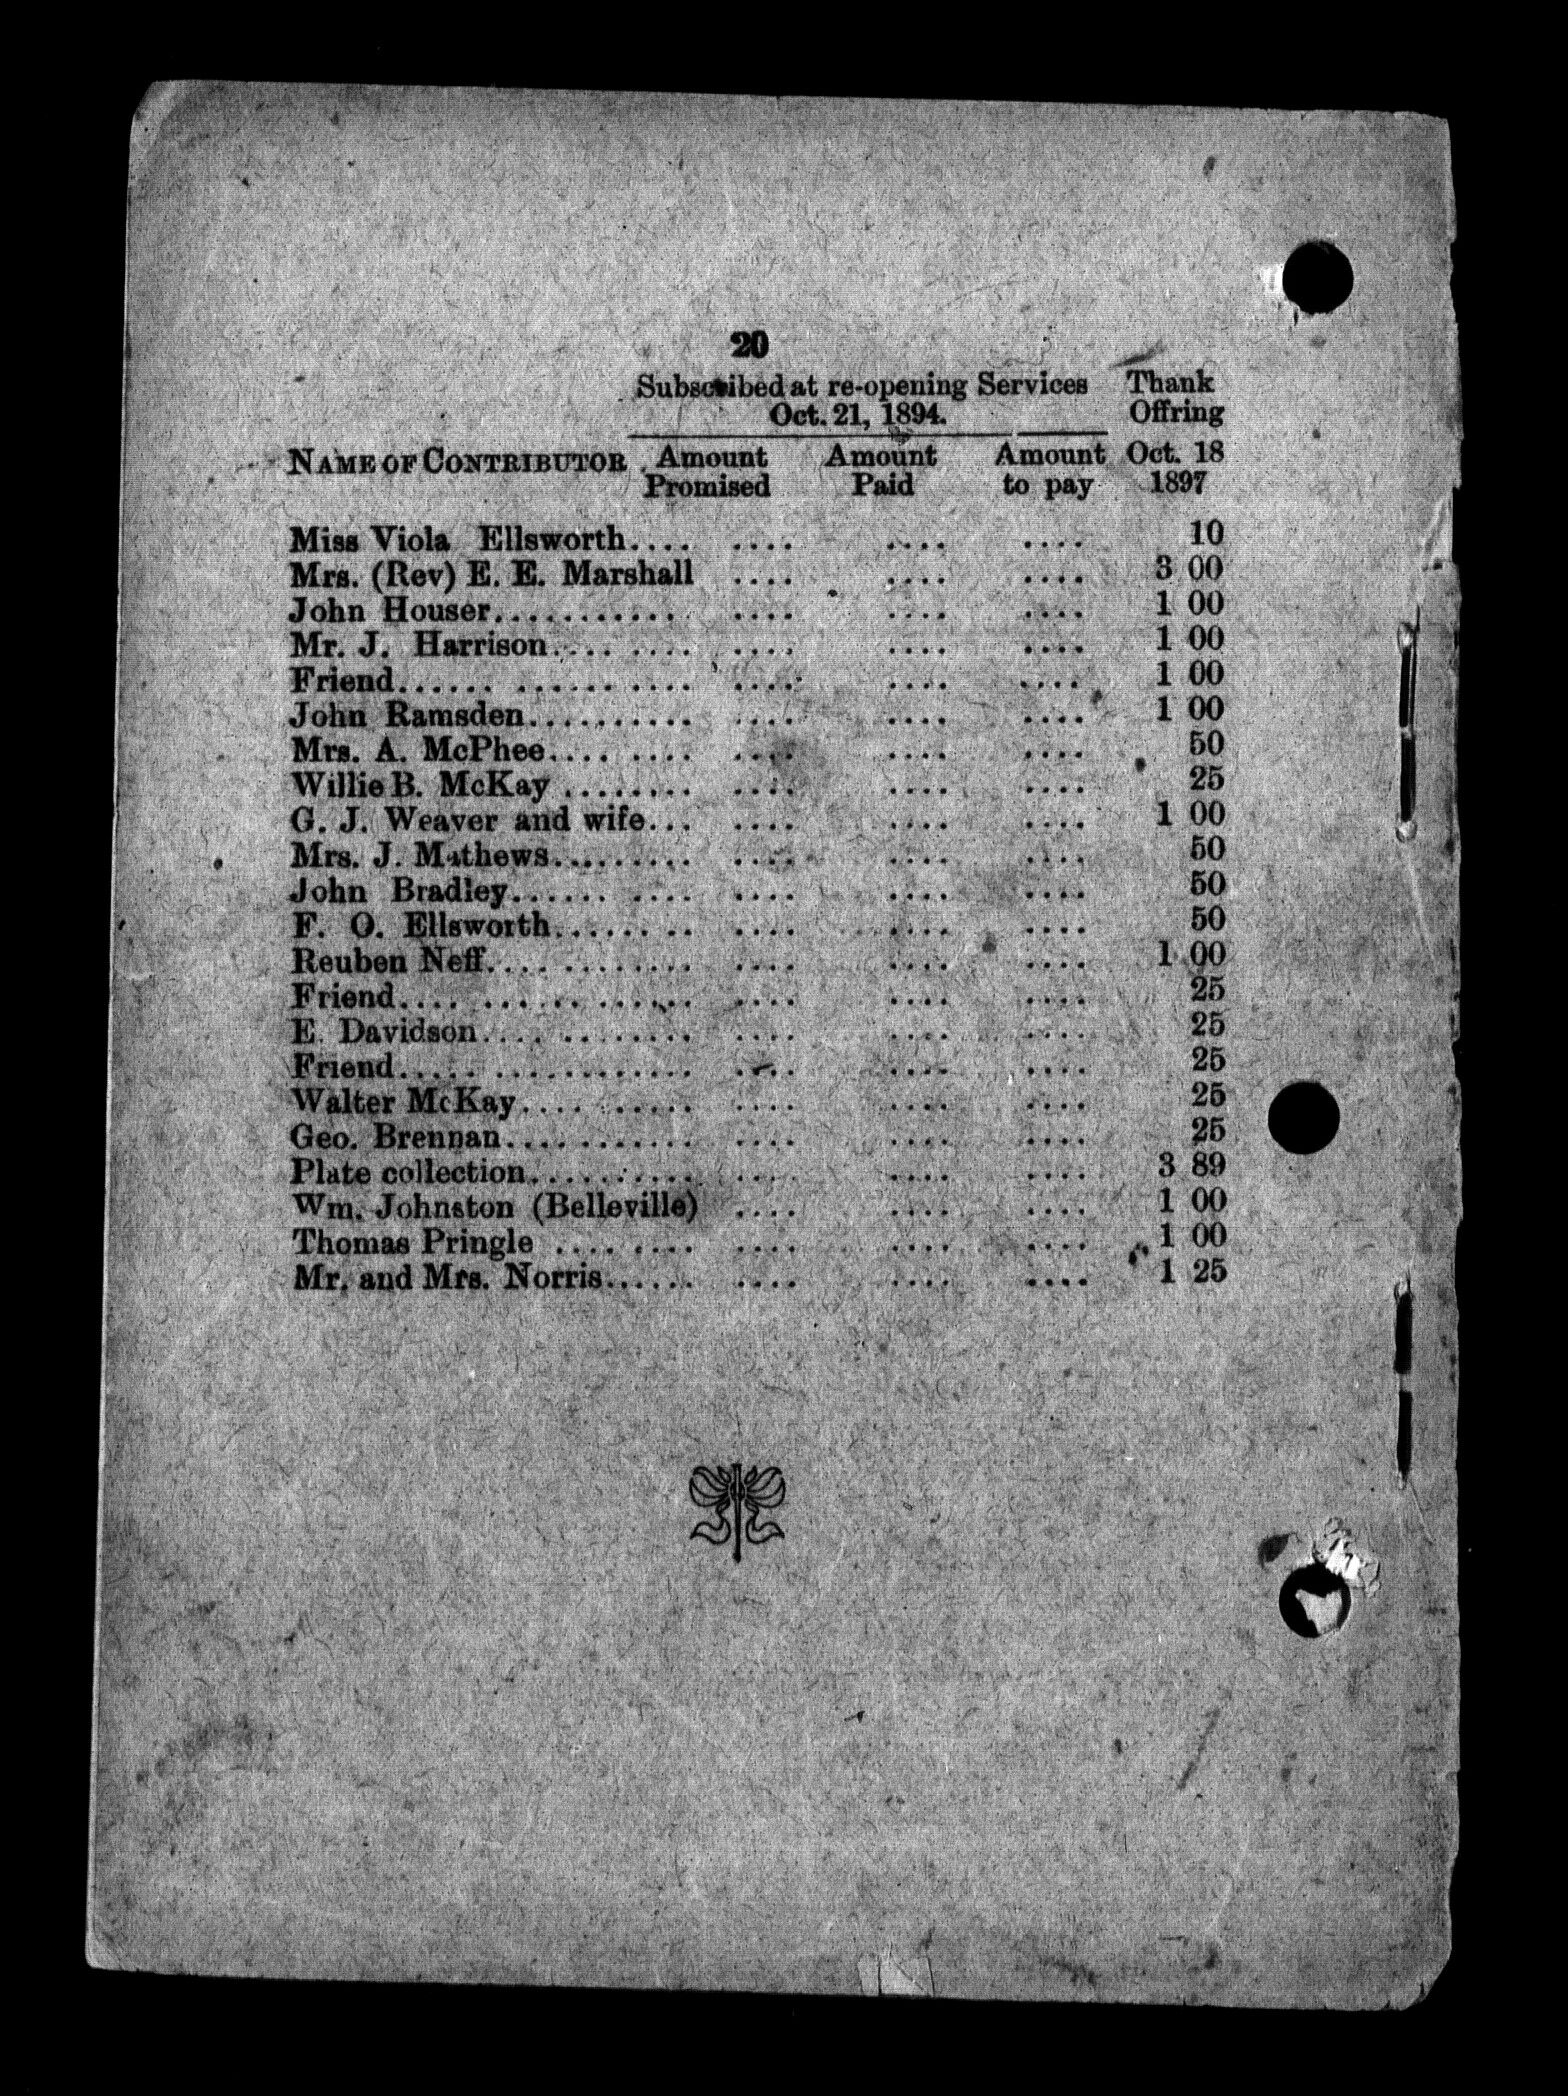 20
Subscribed at re-opening Services Thank
Oct. 21, 1894. Offring
NAME OF CONTRIBUTOR Amount Amount Amount Oct. 18
Promised Paid to pay 1897
Miss Viola Ellsworth.... .... .... .... 10
Mrs. (Rev) E. E. Marshall .... .... .... 3 00
John Houser........... .... .... .... 1 00
Mr. J. Harrison.... .... .... .... .... 1 00
Friend...... ...... .... .... .... .... 1 00
John Ramsden.......... .... .... .... 1 00
Mrs. A. McPhee.... .... .... .... .... 50
Willie B. McKay ........ .... .... .... 25
G. J. Weaver and wife... .... .... .... 1 00
Mrs. J. Mathews......... .... .... .... 50
John Bradley...... .... .... .... .... 50
F. O. Ellsworth...... .. .... .... .... 50
Reuben Neff.... ........ .... .... .... 1 00
Friend.... ...... ...... .... .... .... 25
E. Davidson.... ........ .... .... .... 25
Friend..... ............ .... .... .... 25
Walter McKay.... ...... .... .... .... 25
Geo. Brennan............ .... .... .... 25
Plate collection.......... .... .... .... 3 89
Wm. Johnston (Belleville) .... .... .... 1 00
Thomas Pringle .... .... .... .... .... 1 00
Mr. and Mrs. Norris...... .... .... .... 1 25